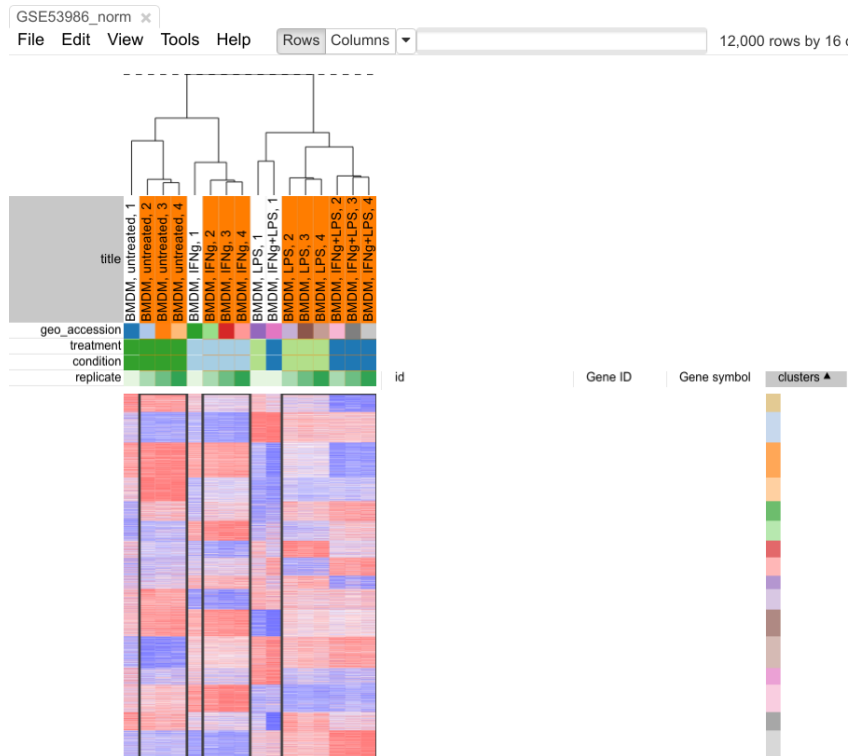 GSE53986_norm ×
File Edit View Tools Help Rows Columns 12,000 rows by 16 c
title
BMDM, untreated, 1
BMDM, untreated, 2
BMDM, untreated, 3
BMDM, untreated, 4
BMDM, IFNg, 1
BMDM, IFNg, 2
BMDM, IFNg, 3
BMDM, IFNg, 4
BMDM, LPS, 1
BMDM, IFNg+LPS, 1
BMDM, LPS, 2
BMDM, LPS, 3
BMDM, LPS, 4
BMDM, IFNg+LPS, 2
BMDM, IFNg+LPS, 3
BMDM, IFNg+LPS, 4
geo_accession
treatment
condition
replicate id Gene ID Gene symbol clusters